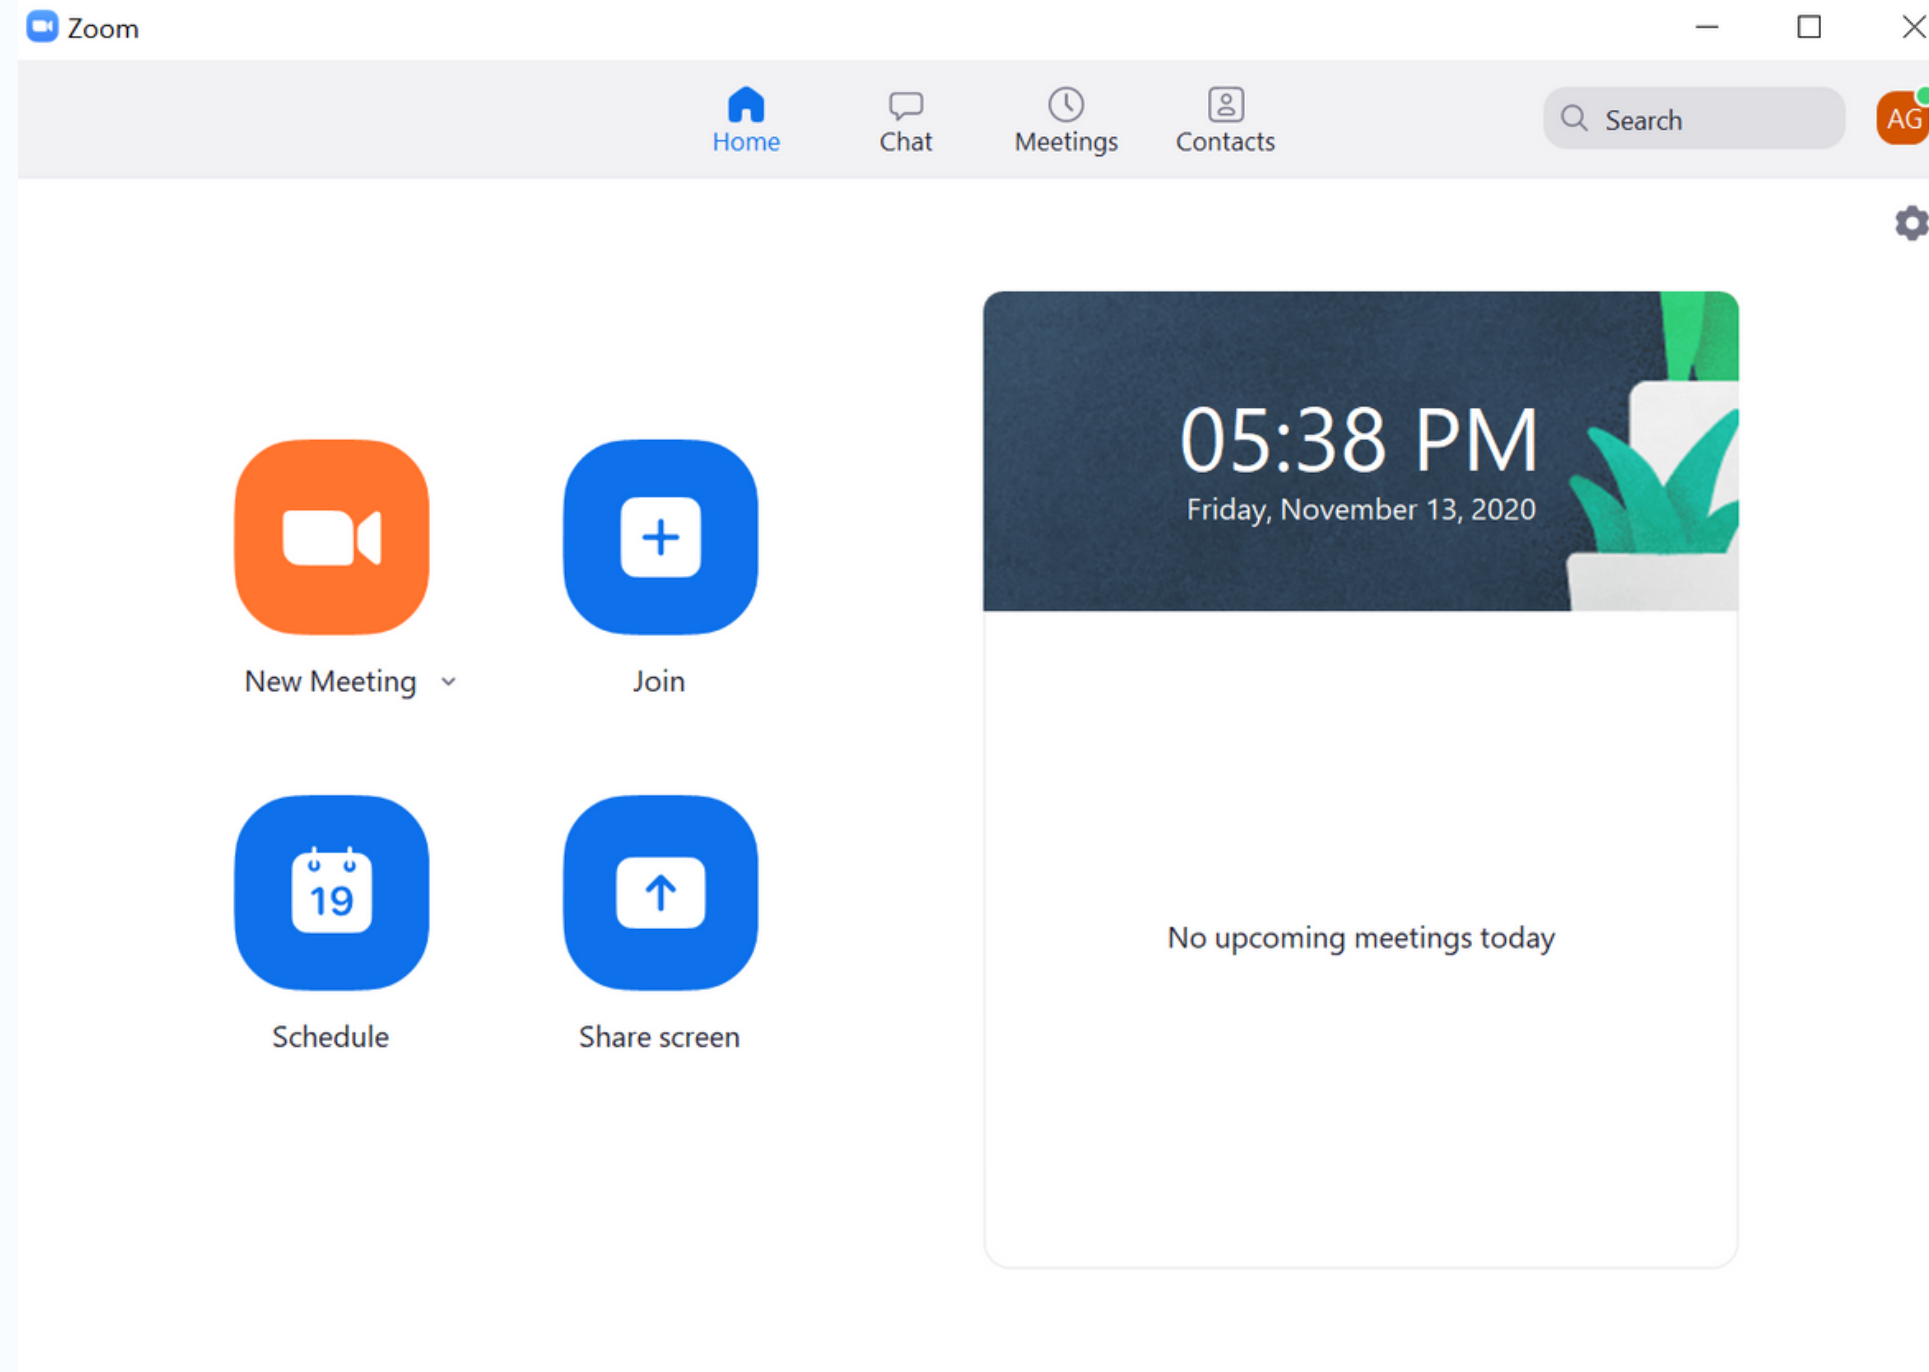 Zoom
Home
Chat
Meetings
Contacts
Search
AG
05:38 PM
Friday, November 13, 2020
New Meeting
Join
19
Schedule
Share screen
No upcoming meetings today